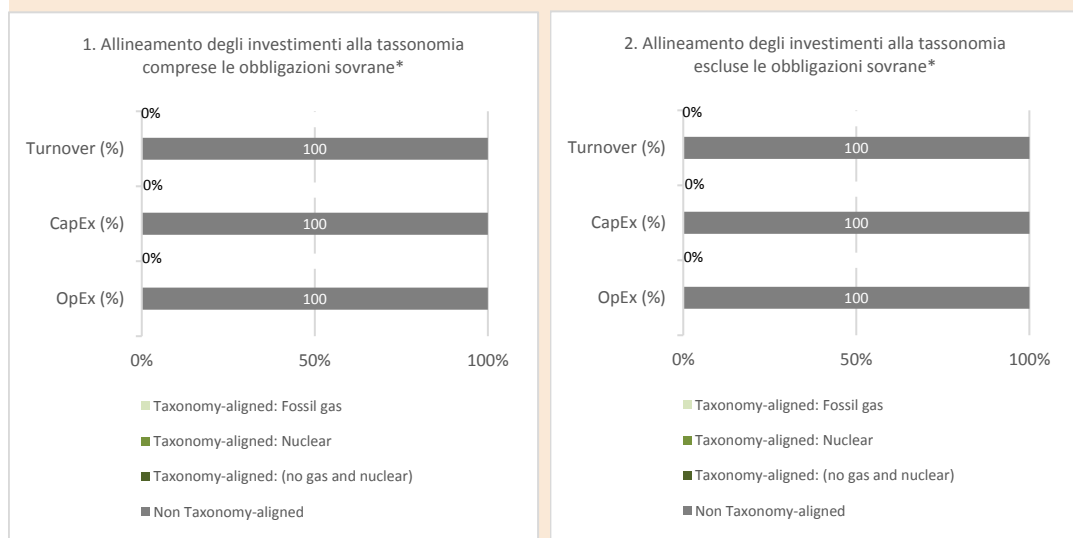 1. Allineamento degli investimenti alla tassonomia
comprese le obbligazioni sovrane*
0%
Turnover (%)
100
0%
CapEx (%)
100
0%
OpEx (%)
100
0%
50%
100%
Taxonomy-aligned: Fossil gas
Taxonomy-aligned: Nuclear
Taxonomy-aligned: (no gas and nuclear)
Non Taxonomy-aligned
2. Allineamento degli investimenti alla tassonomia
escluse le obbligazioni sovrane*
0%
Turnover (%)
100
0%
CapEx (%)
100
0%
OpEx (%)
100
0%
50%
100%
Taxonomy-aligned: Fossil gas
Taxonomy-aligned: Nuclear
Taxonomy-aligned: (no gas and nuclear)
Non Taxonomy-aligned